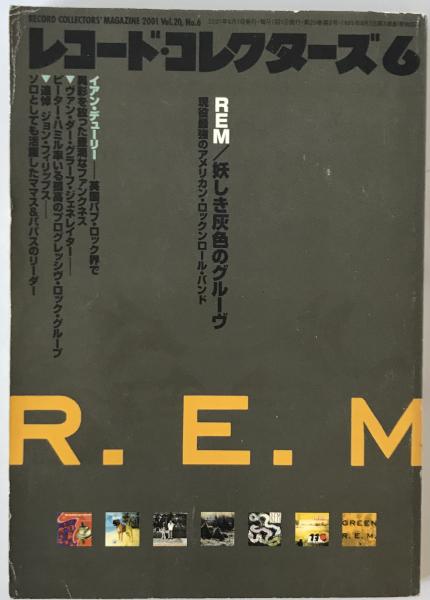 RECORD COLLECTORS' MAGAZINE 2001 Vol.20, No.6
レコード・コレクターズ 6
REM/妖しき灰色のグルーヴ
現役最強のアメリカン・ロックンロール・バンド
イアン・デューリー──英国パブ・ロック界で
異彩を放った豊潤なファンクネス
▼ヴァン・ダー・グラーフ・ジェネレイター──
ピーター・ハミル率いる孤高のプログレッシヴ・ロック・グループ
▼追悼 ジョン・フィリップス──
ソロとしても活躍したママス&パパスのリーダー
R. E. M
GREEN
R. E. M.